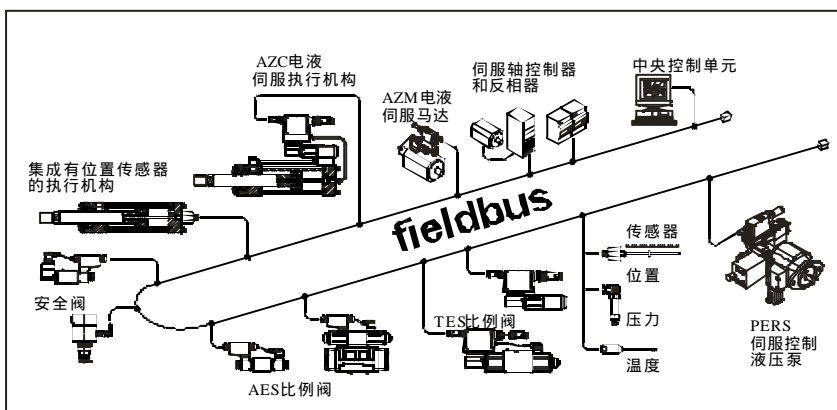 AZC电液
伺服执行机构
AZM电液
伺服马达
伺服轴控制器
和反相器
中央控制单元
集成有位置传感器
的执行机构
fieldbus
传感器
位置
安全阀
压力
TES比例阀
PERS
伺服控制
液压泵
温度
AES比例阀